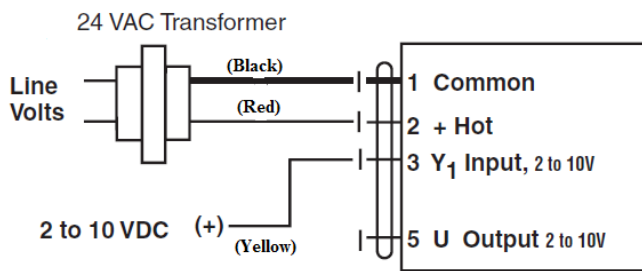 24 VAC Transformer
Line
Volts
(Black)
(Red)
1 Common
2 + Hot
3 Y1 Input, 2 to 10V
2 to 10 VDC (+)
(Yellow)
5 U Output 2 to 10V